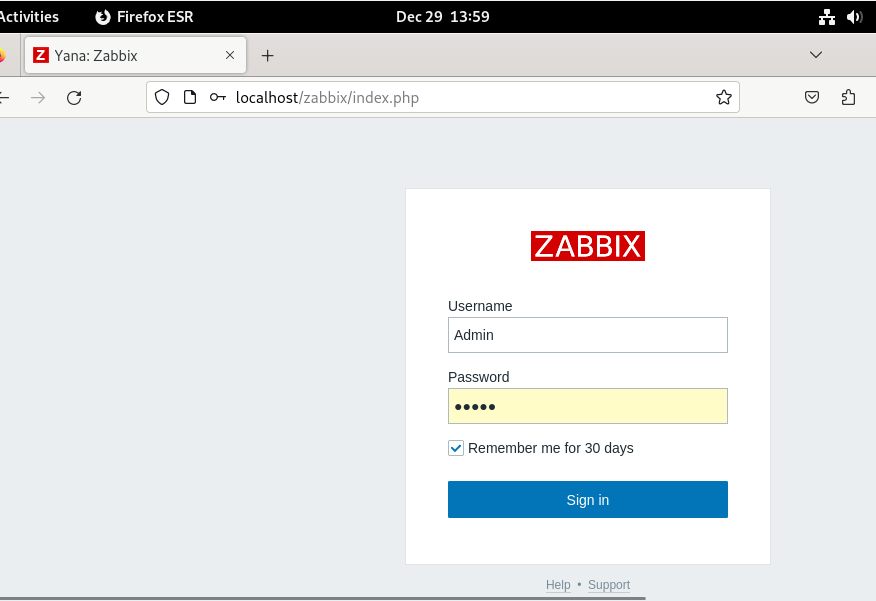 Activities Firefox ESR Dec 29 13:59
Z Yana: Zabbix
localhost/zabbix/index.php
ZABBIX
Username
Admin
Password
•••••
Remember me for 30 days
Sign in
Help • Support